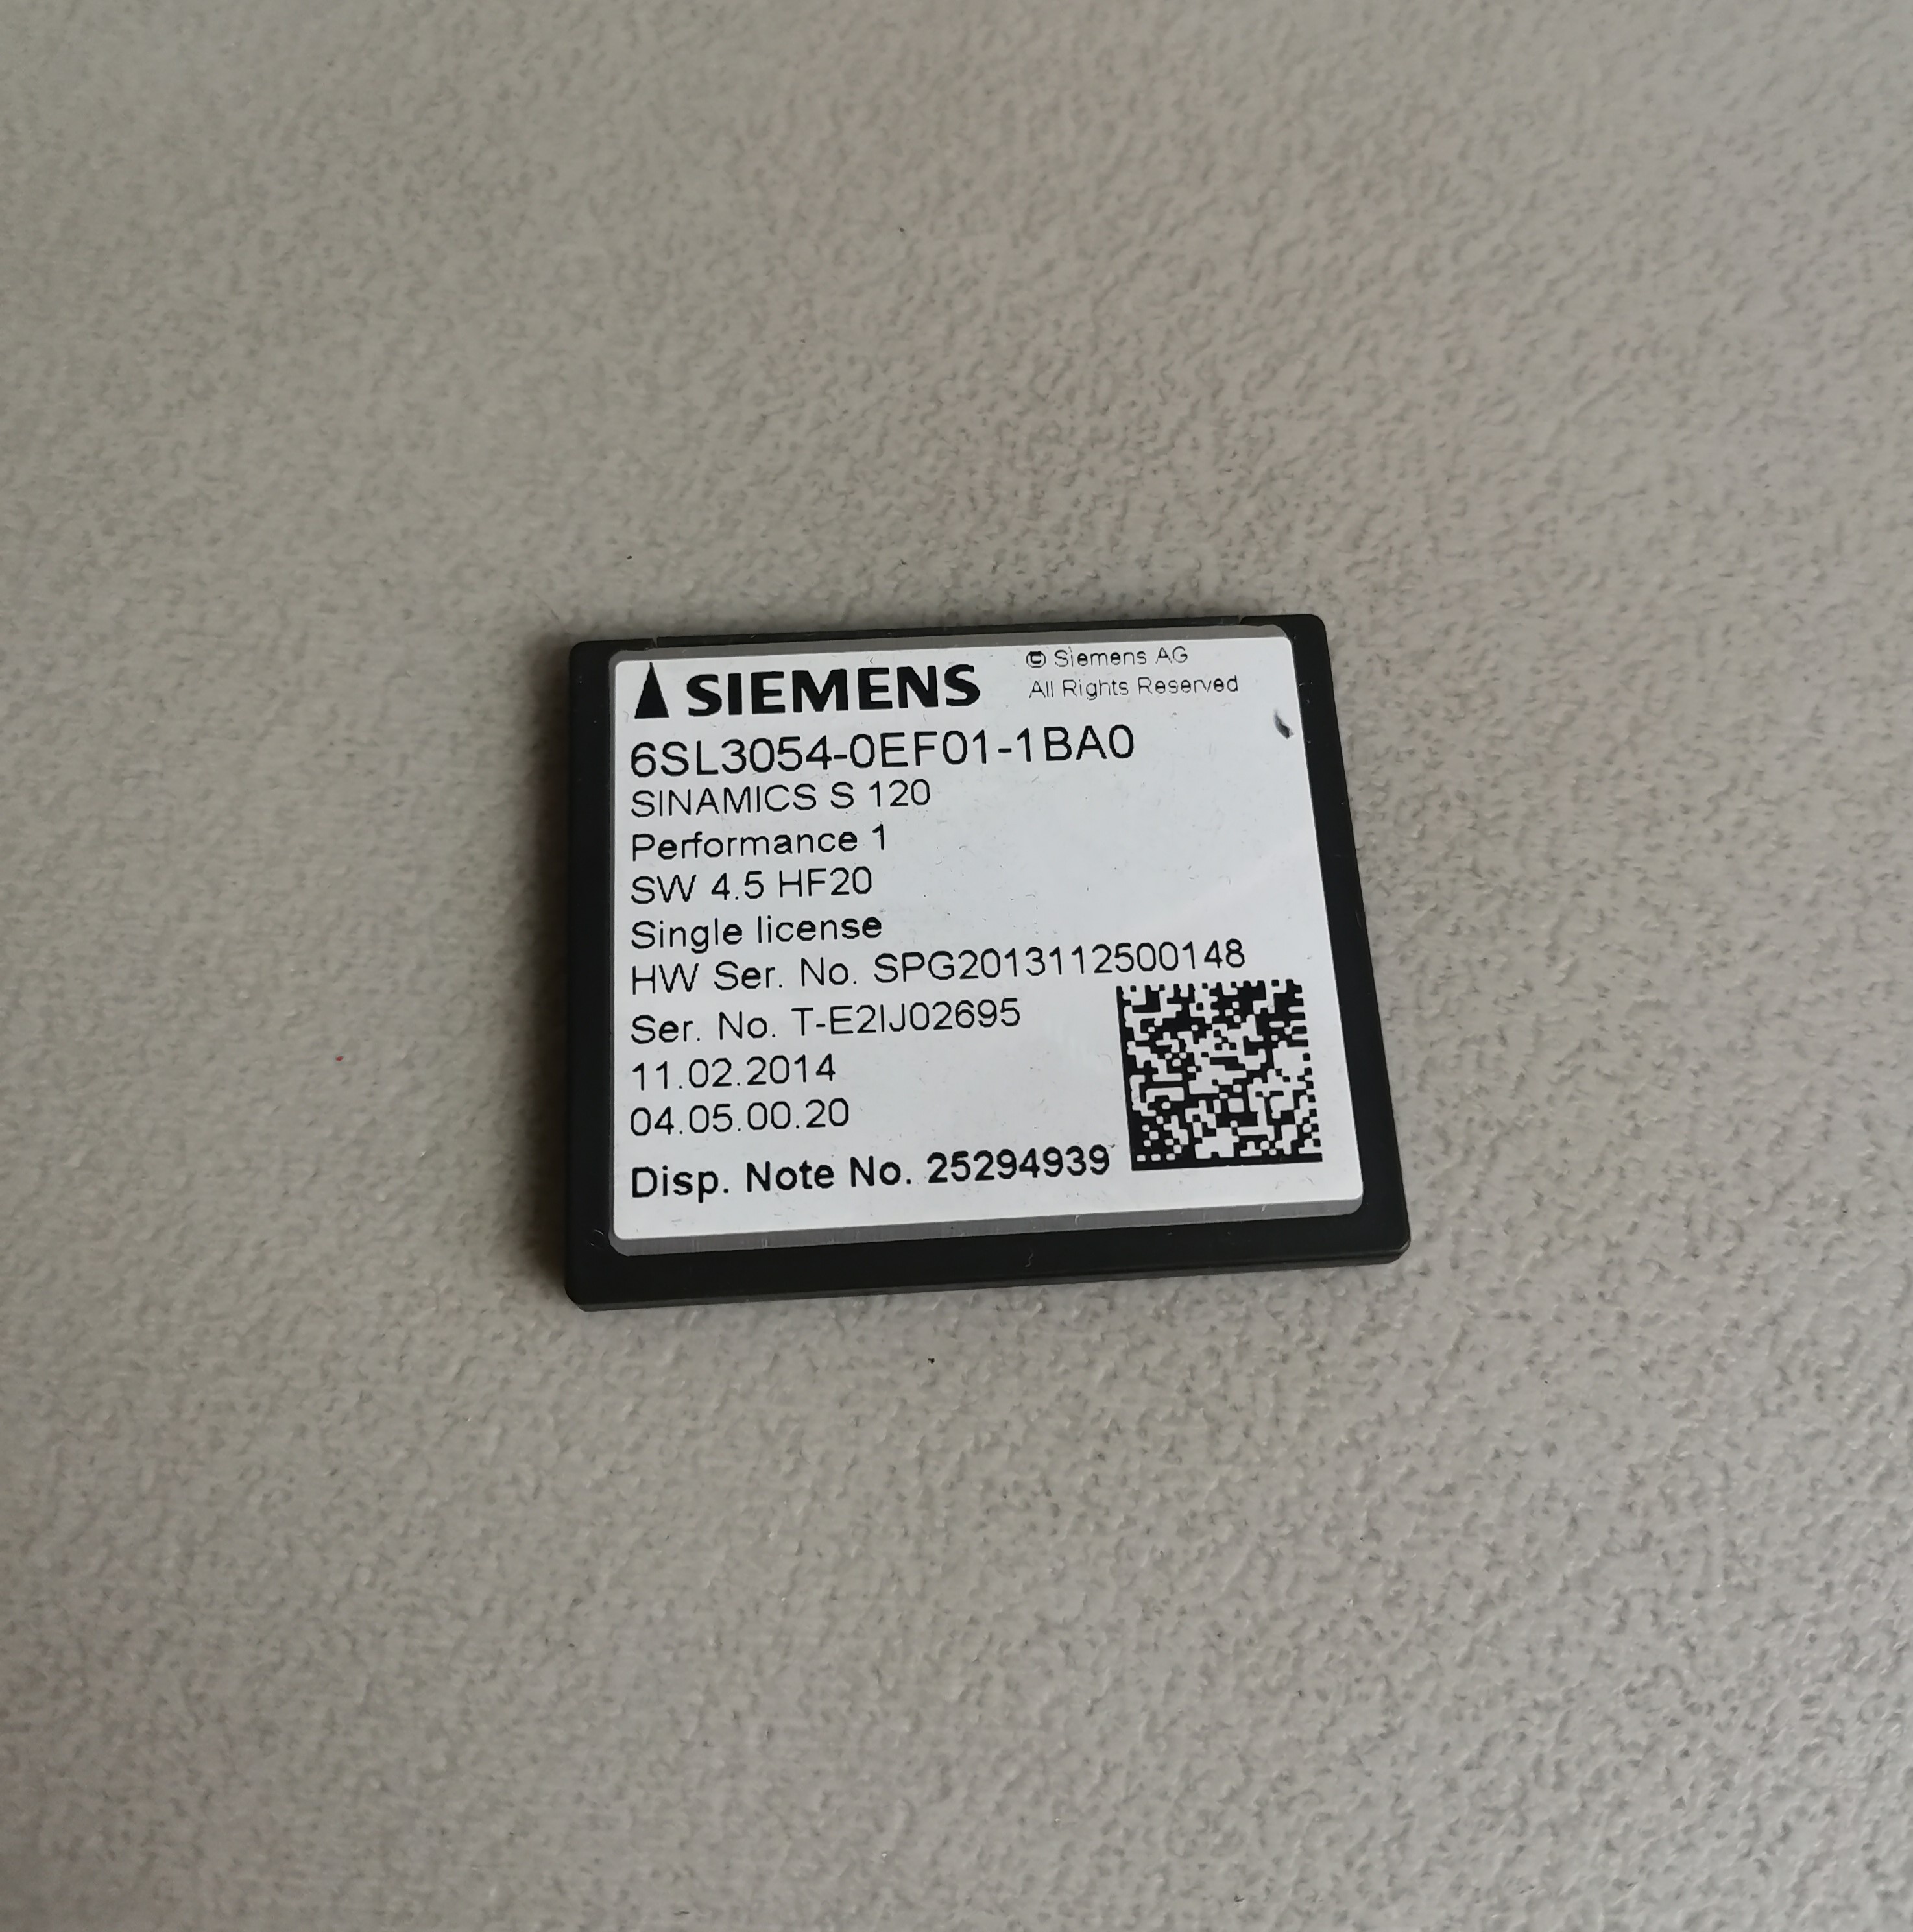 SIEMENS
© Siemens AG
All Rights Reserved
6SL3054-0EF01-1BA0
SINAMICS S 120
Performance 1
SW 4.5 HF20
Single license
HW Ser. No. SPG2013112500148
Ser. No. T-E2IJ02695
11.02.2014
04.05.00.20
Disp. Note No. 25294939